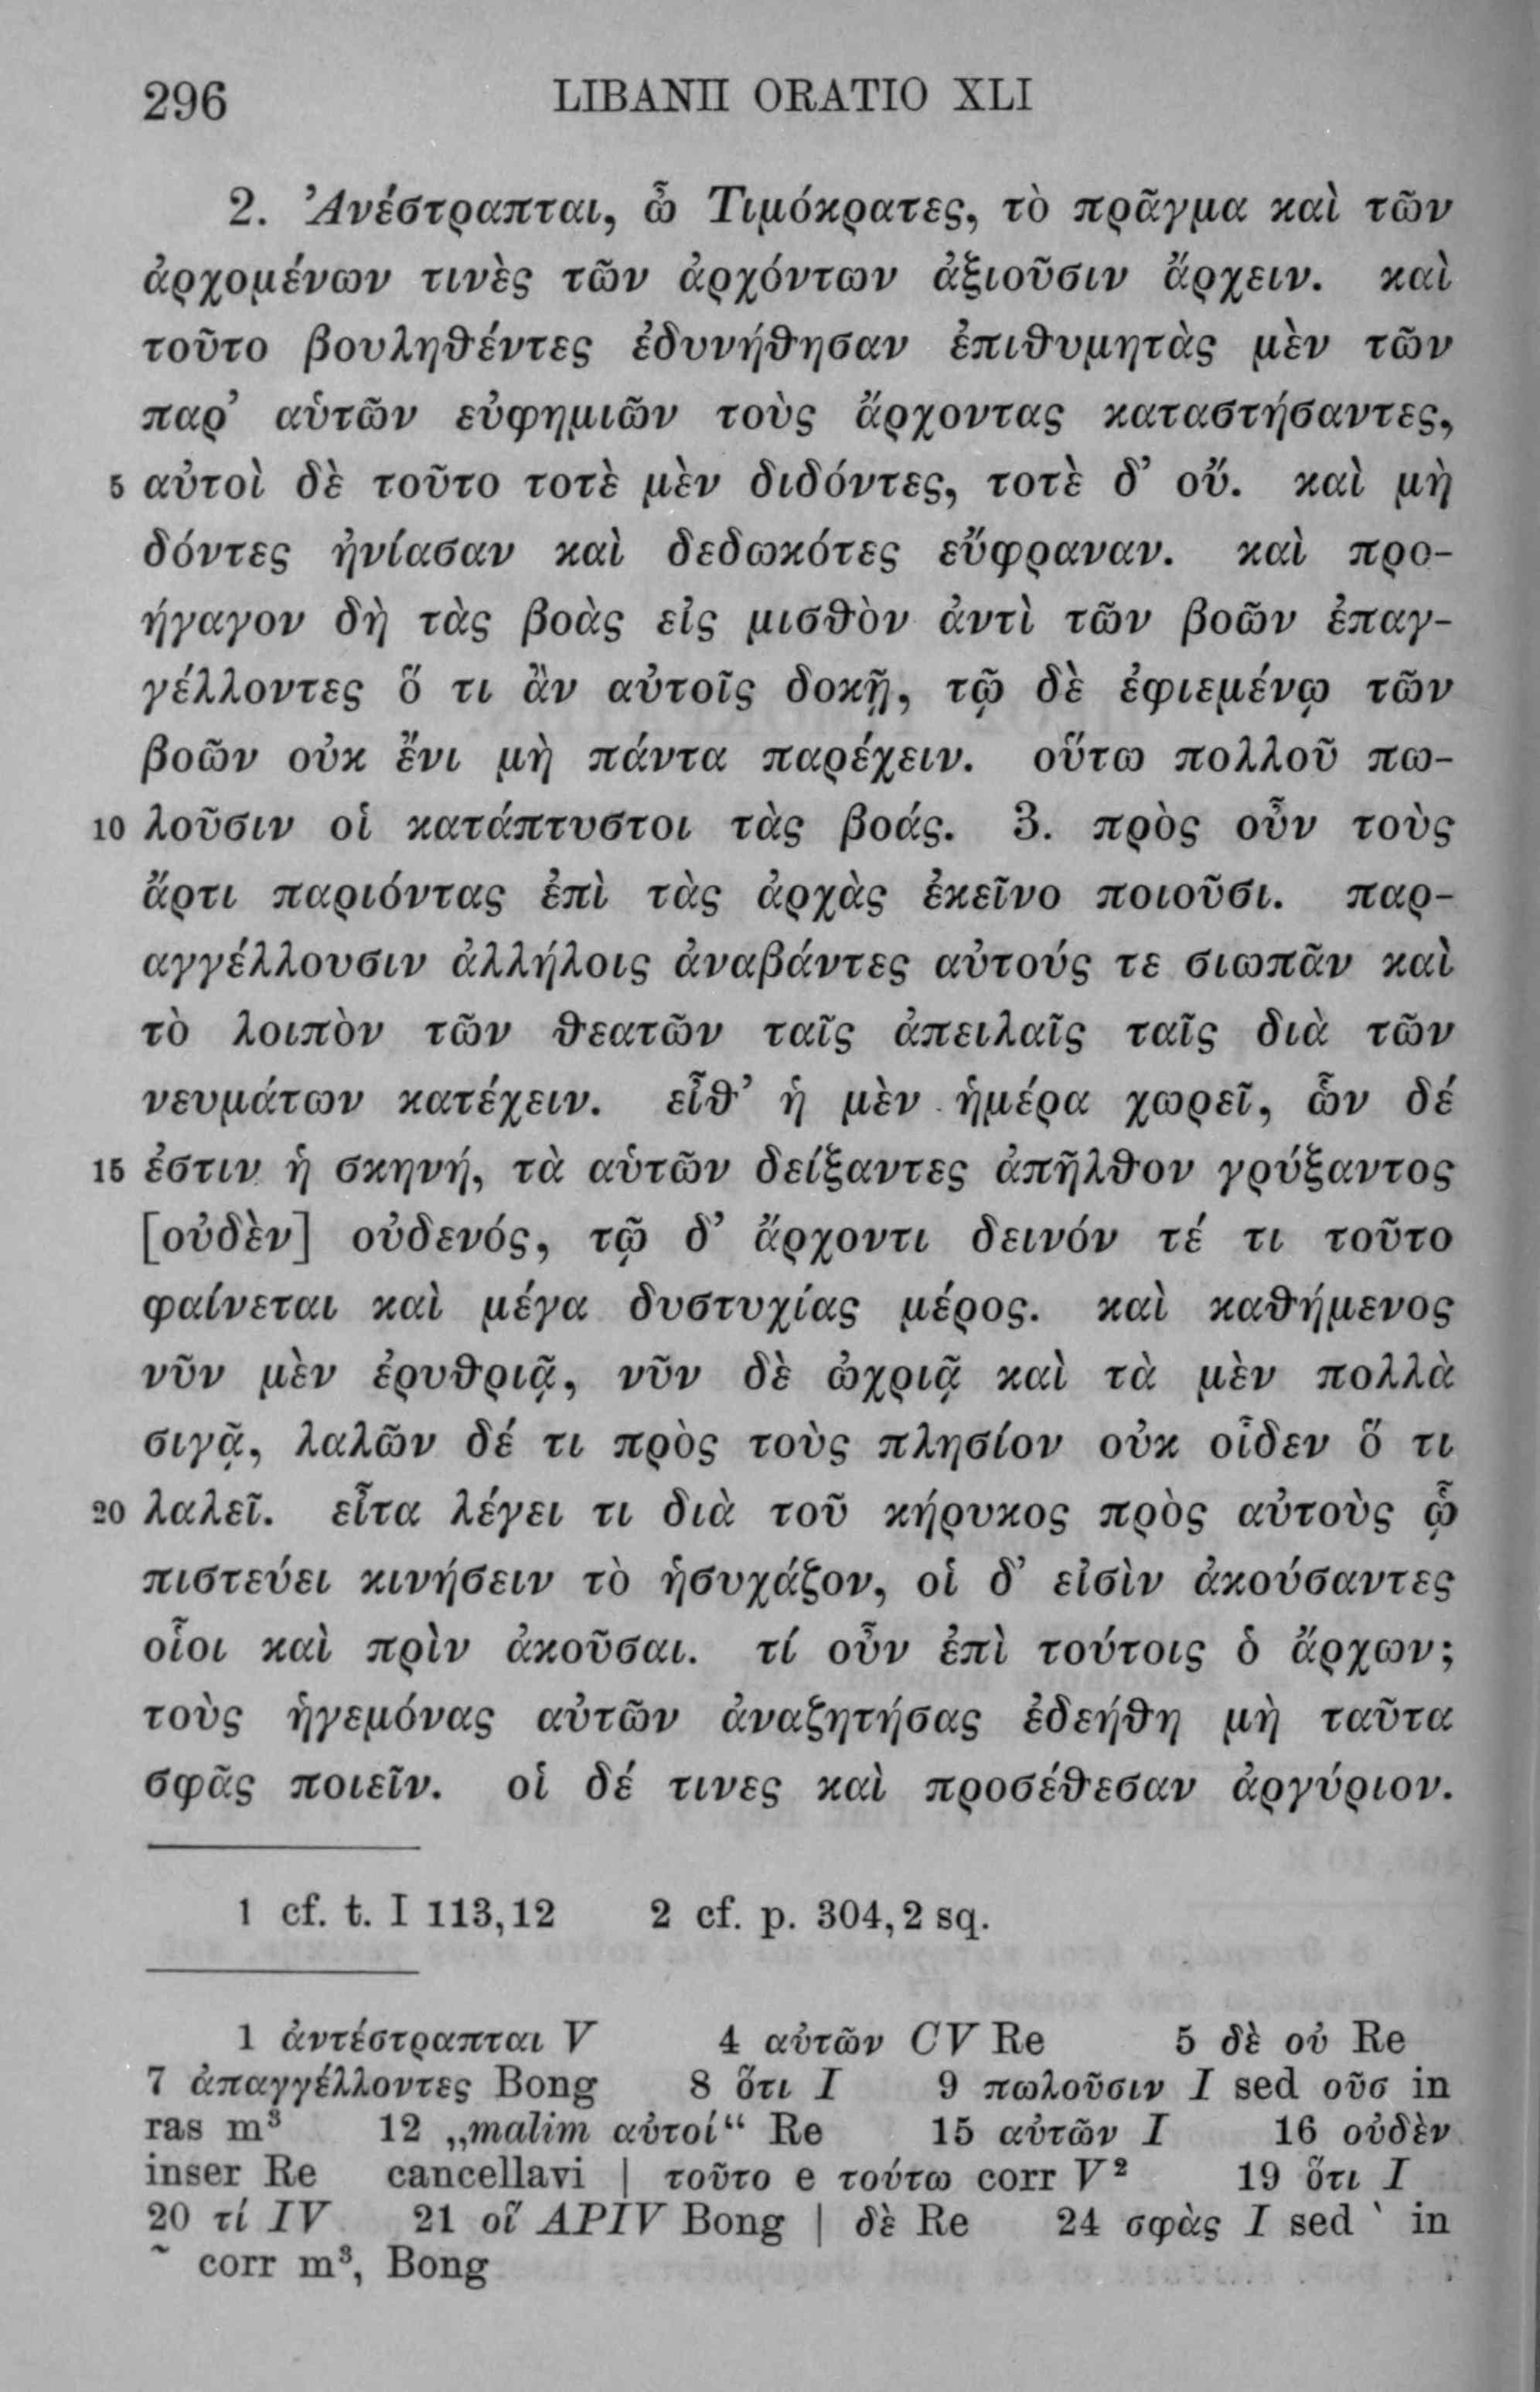 296 LIBANII ORATIO XLI
2. Ἀνέστραπται, ὦ Τιμόκρατες, τὸ πρᾶγμα καὶ τῶν
ἀρχομένων τινὲς τῶν ἀρχόντων ἀξιοῦσιν ἄρχειν. καὶ
τοῦτο βουληθέντες ἐδυνήθησαν ἐπιθυμητὰς μὲν τῶν
παρ’ αὑτῶν εὐφημιῶν τοὺς ἄρχοντας καταστήσαντες,
5 αὐτοὶ δὲ τοῦτο τοτὲ μὲν διδόντες, τοτὲ δ’ οὔ. καὶ μὴ
δόντες ἠνίασαν καὶ δεδωκότες εὔφραναν. καὶ προ-
ήγαγον δὴ τὰς βοὰς εἰς μισθὸν ἀντὶ τῶν βοῶν ἐπαγ-
γέλλοντες ὅ τι ἂν αὐτοῖς δοκῇ, τῷ δὲ ἐφιεμένῳ τῶν
βοῶν οὐκ ἔνι μὴ πάντα παρέχειν. οὕτω πολλοῦ πω-
10 λοῦσιν οἱ κατάπτυστοι τὰς βοάς. 3. πρὸς οὖν τοὺς
ἄρτι παριόντας ἐπὶ τὰς ἀρχὰς ἐκεῖνο ποιοῦσι. παρ-
αγγέλλουσιν ἀλλήλοις ἀναβάντες αὐτούς τε σιωπᾶν καὶ
τὸ λοιπὸν τῶν θεατῶν ταῖς ἀπειλαῖς ταῖς διὰ τῶν
νευμάτων κατέχειν. εἶθ’ ἡ μὲν ἡμέρα χωρεῖ, ὧν δέ
15 ἐστιν ἡ σκηνή, τὰ αὑτῶν δείξαντες ἀπῆλθον γρύξαντος
[οὐδὲν] οὐδενός, τῷ δ’ ἄρχοντι δεινόν τέ τι τοῦτο
φαίνεται καὶ μέγα δυστυχίας μέρος. καὶ καθήμενος
νῦν μὲν ἐρυθριᾷ, νῦν δὲ ὠχριᾷ καὶ τὰ μὲν πολλὰ
σιγᾷ, λαλῶν δέ τι πρὸς τοὺς πλησίον οὐκ οἶδεν ὅ τι
20 λαλεῖ. εἶτα λέγει τι διὰ τοῦ κήρυκος πρὸς αὐτοὺς ᾧ
πιστεύει κινήσειν τὸ ἡσυχάζον, οἱ δ’ εἰσὶν ἀκούσαντες
οἷοι καὶ πρὶν ἀκοῦσαι. τί οὖν ἐπὶ τούτοις ὁ ἄρχων;
τοὺς ἡγεμόνας αὐτῶν ἀναζητήσας ἐδεήθη μὴ ταῦτα
σφᾶς ποιεῖν. οἱ δέ τινες καὶ προσέθεσαν ἀργύριον.
1 cf. t. I 113,12 2 cf. p. 304,2 sq.
1 ἀντέστραπται V 4 αὐτῶν CV Re 5 δὲ οὐ Re
7 ἀπαγγέλλοντες Bong 8 ὅτι I 9 πωλοῦσιν I sed οῦσ in
ras m³ 12 „malim αὐτοί“ Re 15 αὐτῶν I 16 οὐδὲν
inser Re cancellavi | τοῦτο e τούτω corr V² 19 ὅτι I
20 τί IV 21 οἵ APIV Bong | δὲ Re 24 σφὰς I sed ` in
~ corr m³, Bong